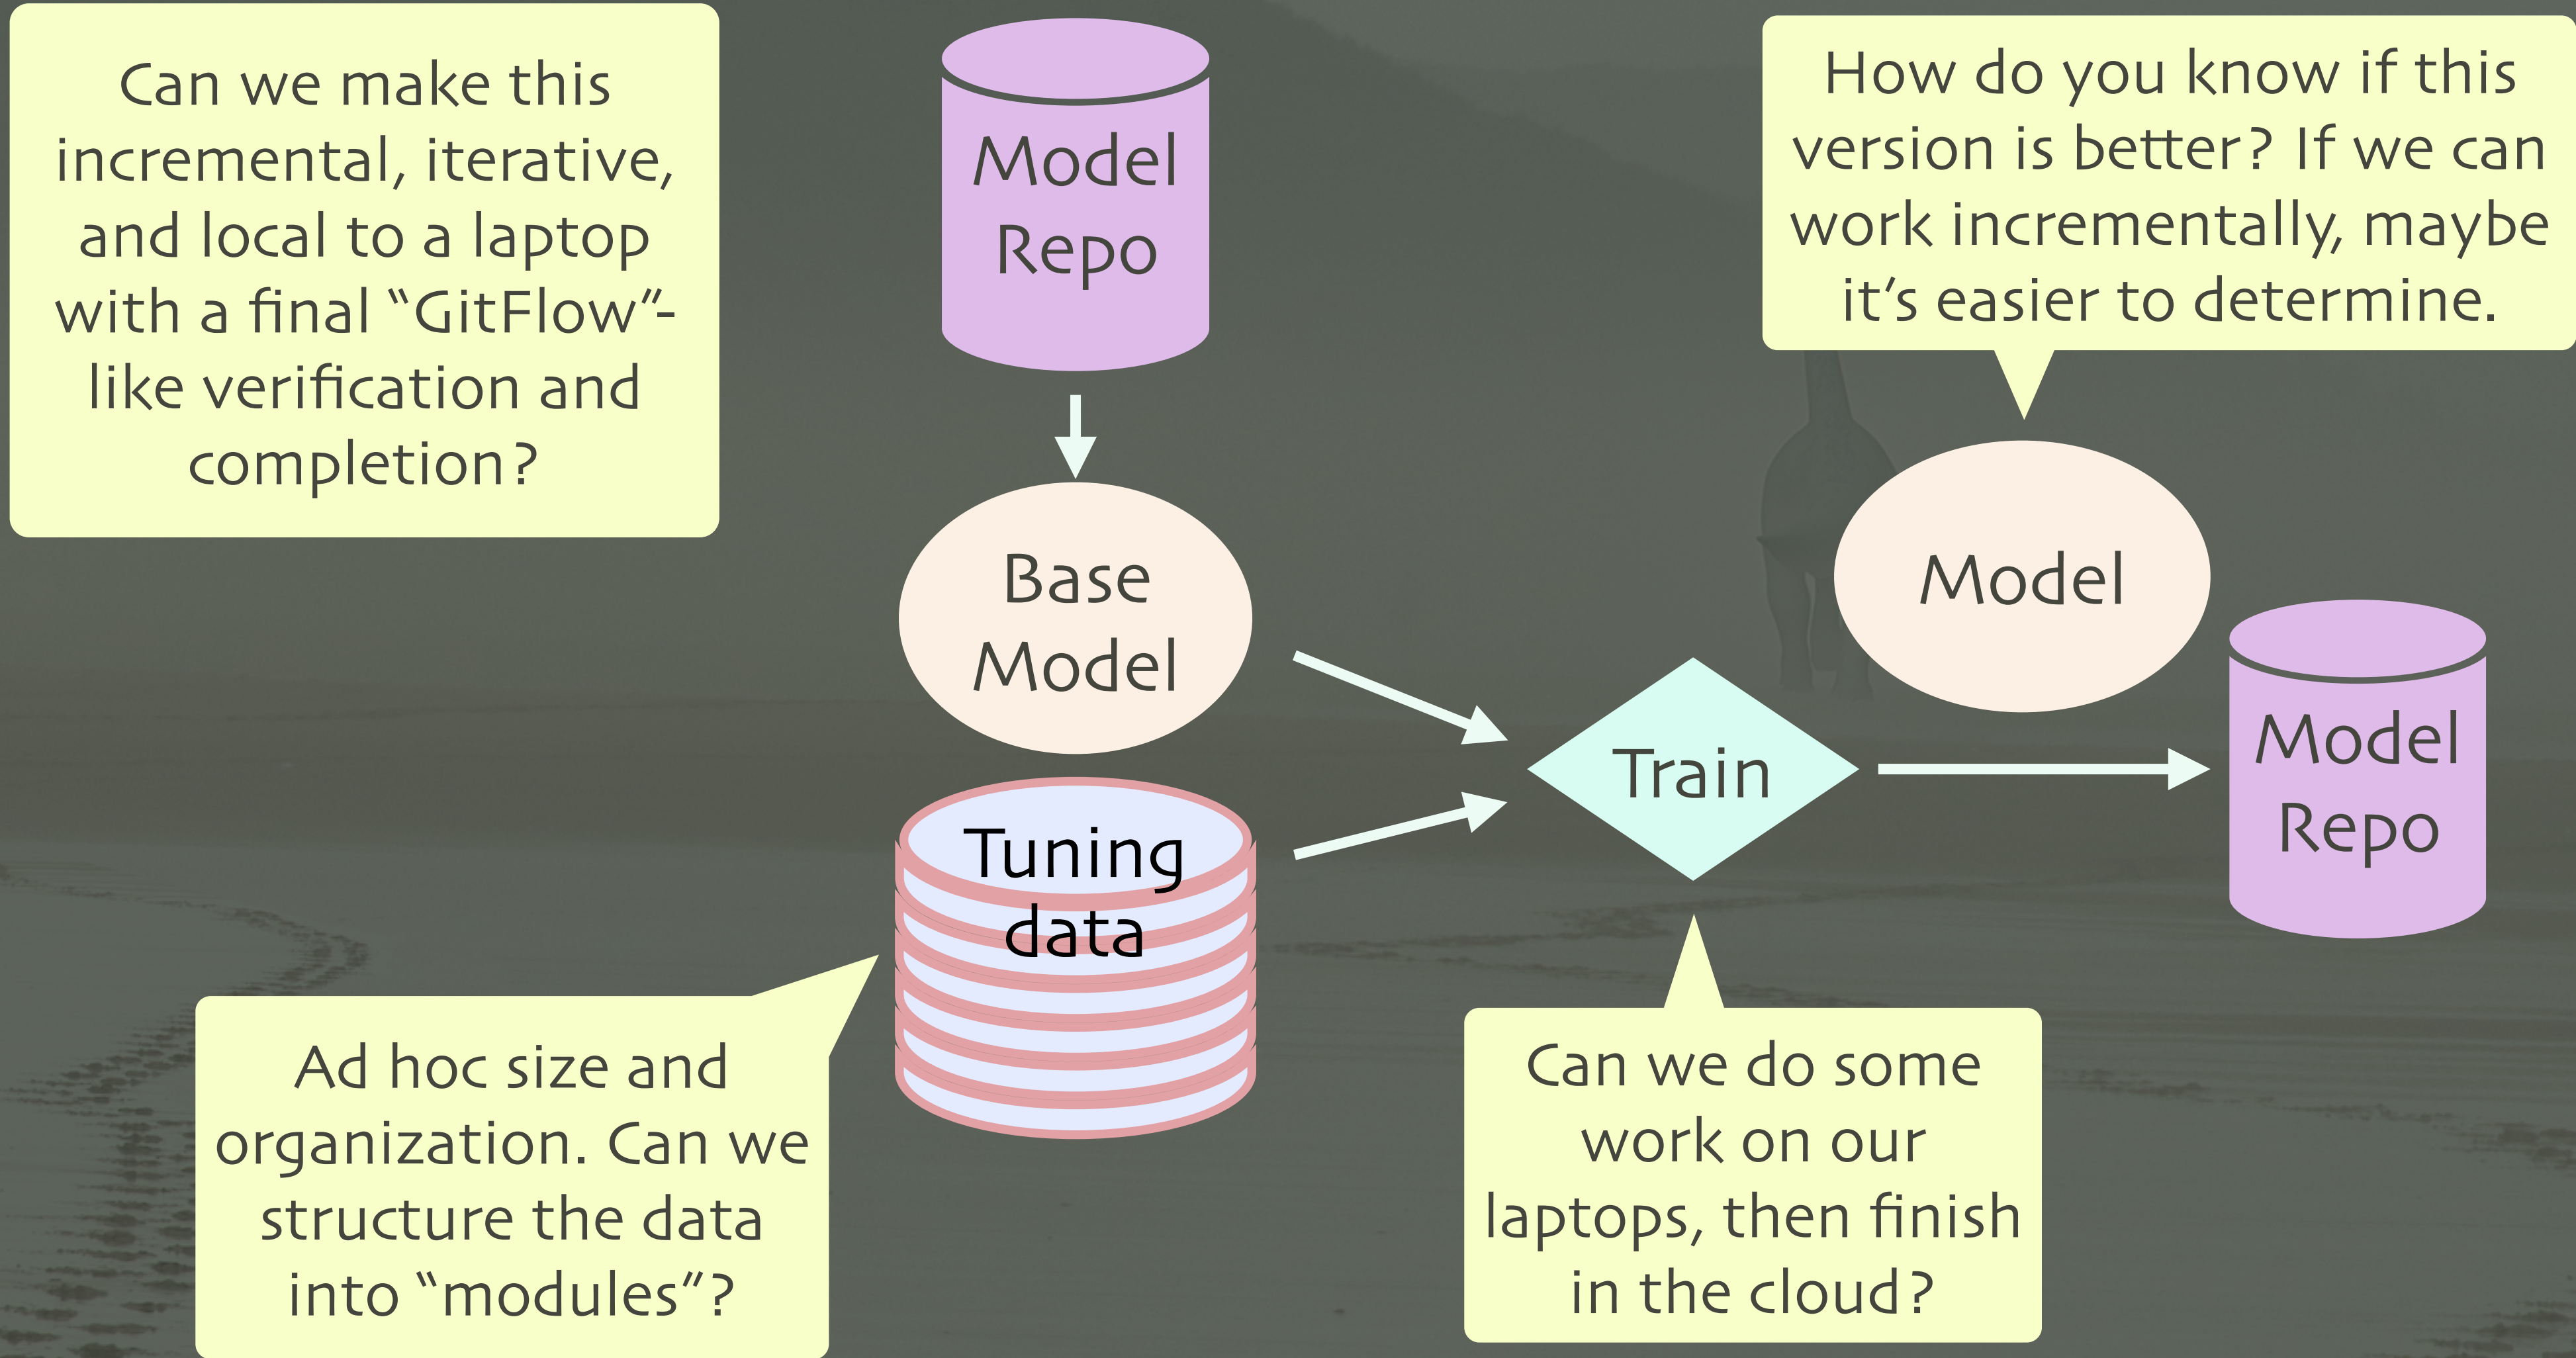 Can we make this
incremental, iterative,
and local to a laptop
with a final “GitFlow”-
like verification and
completion?
Model
Repo
How do you know if this
version is better? If we can
work incrementally, maybe
it’s easier to determine.
Base
Model
Model
Tuning
data
Train
Model
Repo
Ad hoc size and
organization. Can we
structure the data
into “modules”?
Can we do some
work on our
laptops, then finish
in the cloud?